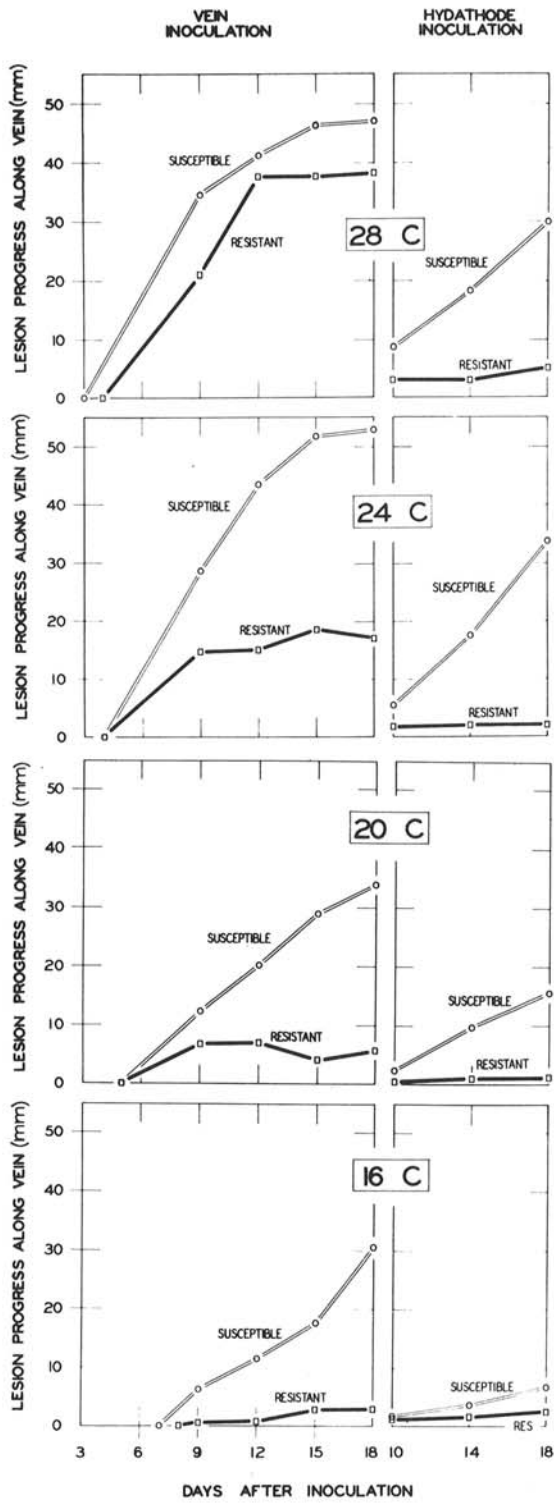 VEIN
INOCULATION
HYDATHODE
INOCULATION
LESION PROGRESS ALONG VEIN (mm)
50
40
30
20
10
0
SUSCEPTIBLE
RESISTANT
28 C
SUSCEPTIBLE
RESISTANT
LESION PROGRESS ALONG VEIN (mm)
50
40
30
20
10
0
SUSCEPTIBLE
RESISTANT
24 C
SUSCEPTIBLE
RESISTANT
LESION PROGRESS ALONG VEIN (mm)
50
40
30
20
10
0
SUSCEPTIBLE
RESISTANT
20 C
SUSCEPTIBLE
RESISTANT
LESION PROGRESS ALONG VEIN (mm)
50
40
30
20
10
0
SUSCEPTIBLE
RESISTANT
16 C
SUSCEPTIBLE
RES
3 6 9 12 15 18 10 14 18
DAYS AFTER INOCULATION